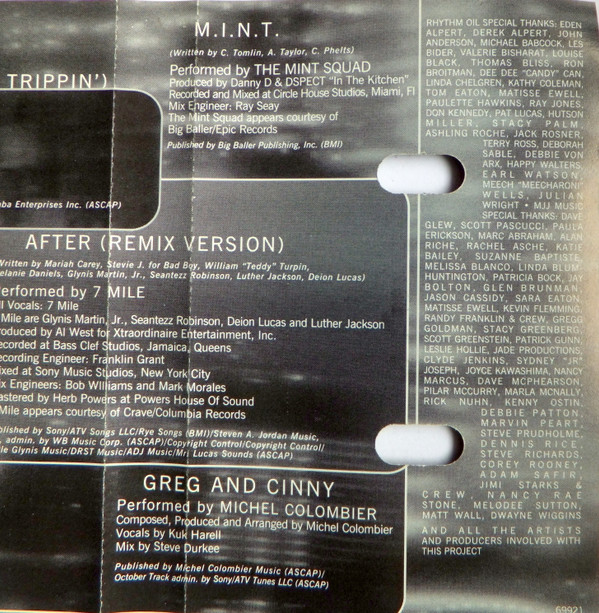 TRIPPIN')
ba Enterprises Inc. (ASCAP)
M.I.N.T.
(Written by C. Tomlin, A. Taylor, C. Phelts)
Performed by THE MINT SQUAD
Produced by Danny D & DSPECT "In The Kitchen"
Recorded and Mixed at Circle House Studios, Miami, Fl
Mix Engineer: Ray Seay
The Mint Squad appears courtesy of
Big Baller/Epic Records
Published by Big Baller Publishing, Inc. (BMI)
AFTER (REMIX VERSION)
Written by Mariah Carey, Stevie J. for Bad Boy, William "Teddy" Turpin,
elanie Daniels, Glynis Martin, Jr., Seantezz Robinson, Luther Jackson, Deion Lucas)
erformed by 7 MILE
ll Vocals: 7 Mile
Mile are Glynis Martin, Jr., Seantezz Robinson, Deion Lucas and Luther Jackson
roduced by Al West for Xtraordinaire Entertainment, Inc.
ecorded at Bass Clef Studios, Jamaica, Queens
ecording Engineer: Franklin Grant
ixed at Sony Music Studios, New York City
ix Engineers: Bob Williams and Mark Morales
astered by Herb Powers at Powers House Of Sound
Mile appears courtesy of Crave/Columbia Records
blished by Sony/ATV Songs LLC/Rye Songs (BMI)/Steven A. Jordan Music,
, admin. by WB Music Corp. (ASCAP)/Copyright Control/Copyright Control/
le Glynis Music/DRST Music/ADJ Music/Mr. Lucas Sounds (ASCAP)
GREG AND CINNY
Performed by MICHEL COLOMBIER
Composed, Produced and Arranged by Michel Colombier
Vocals by Kuk Harell
Mix by Steve Durkee
Published by Michel Colombier Music (ASCAP)/
October Track admin. by Sony/ATV Tunes LLC (ASCAP)
RHYTHM OIL SPECIAL THANKS: EDEN
ALPERT, DEREK ALPERT, JOHN
ANDERSON, MICHAEL BABCOCK, LES
BIDER, VALERIE BISHARAT, LOUISE
BLACK, THOMAS BLISS, RON
BROITMAN, DEE DEE "CANDY" CAN,
LINDA CHELGREN, KATHY COLEMAN,
TOM EATON, MATISSE EWELL,
PAULETTE HAWKINS, RAY JONES,
DON KENNEDY, PAT LUCAS, HUTSON
MILLER, STACY PALM,
ASHLING ROCHE, JACK ROSNER,
TERRY ROSS, DEBORAH
SABLE, DEBBIE VON
ARX, HAPPY WALTERS,
EARL WATSON,
MEECH "MEECHARONI"
WELLS, JULIAN
WRIGHT • MJJ MUSIC
SPECIAL THANKS: DAVE
GLEW, SCOTT PASCUCCI, PAULA
ERICKSON, MARC ABRAHAM, ALAN
RICHE, RACHEL ASCHE, KATIE
BAILEY, SUZANNE BAPTISTE,
MELISSA BLANCO, LINDA BLUM-
HUNTINGTON, PATRICIA BOCK, JAY
BOLTON, GLEN BRUNMAN,
JASON CASSIDY, SARA EATON,
MATISSE EWELL, KEVIN FLEMMING,
RANDY FRANKLIN & CREW, GREGG
GOLDMAN, STACY GREENBERG,
SCOTT GREENSTEIN, PATRICK GUNN,
LESLIE HOLLIE, JADE PRODUCTIONS,
CLYDE JENKINS, SYDNEY "JR"
JOSEPH, JOYCE KAWASHIMA, NANCY
MARCUS, DAVE MCPHEARSON,
PILAR MCCURRY, MARLA MCNALLY,
RICK NUHN, KENNY OSTIN,
DEBBIE PATTON,
MARVIN PEART,
STEVE PRUDHOLME,
DENNIS RICE,
STEVE RICHARDS,
COREY ROONEY,
ADAM SAFIR,
JIMI STARKS &
CREW, NANCY RAE
STONE, MELODEE SUTTON,
MATT WALL, DWAYNE WIGGINS
AND ALL THE ARTISTS
AND PRODUCERS INVOLVED WITH
THIS PROJECT
69921